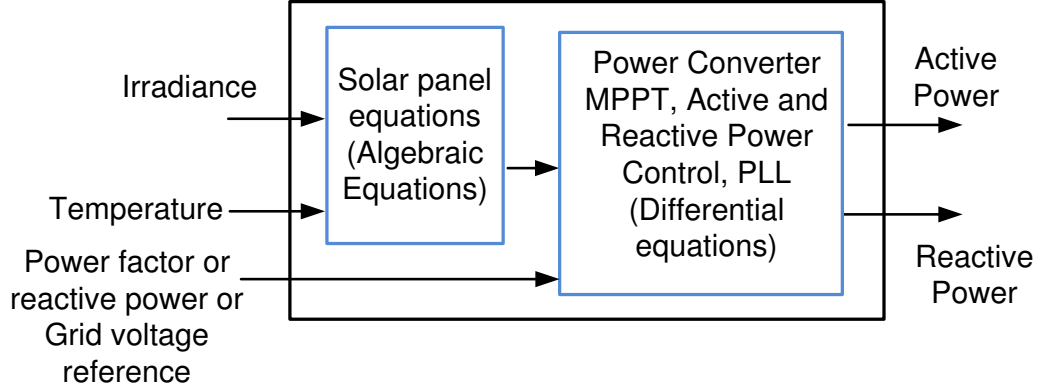 Irradiance
Temperature
Power factor or
reactive power or
Grid voltage
reference
Solar panel
equations
(Algebraic
Equations)
Power Converter
MPPT, Active and
Reactive Power
Control, PLL
(Differential
equations)
Active
Power
Reactive
Power